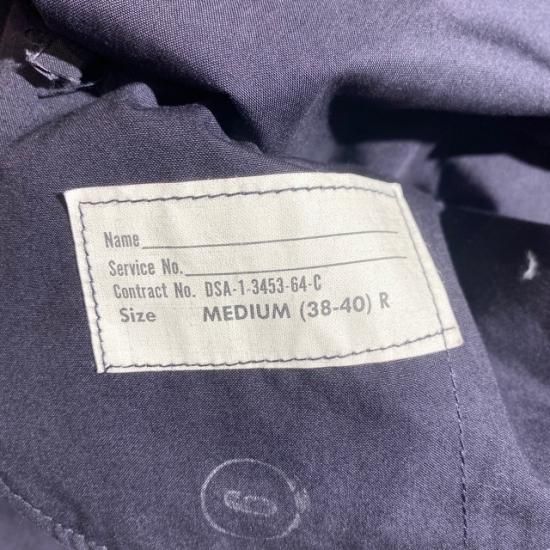 Name
Service No.
Contract No. DSA-1-3453-64-C
Size MEDIUM (38-40) R